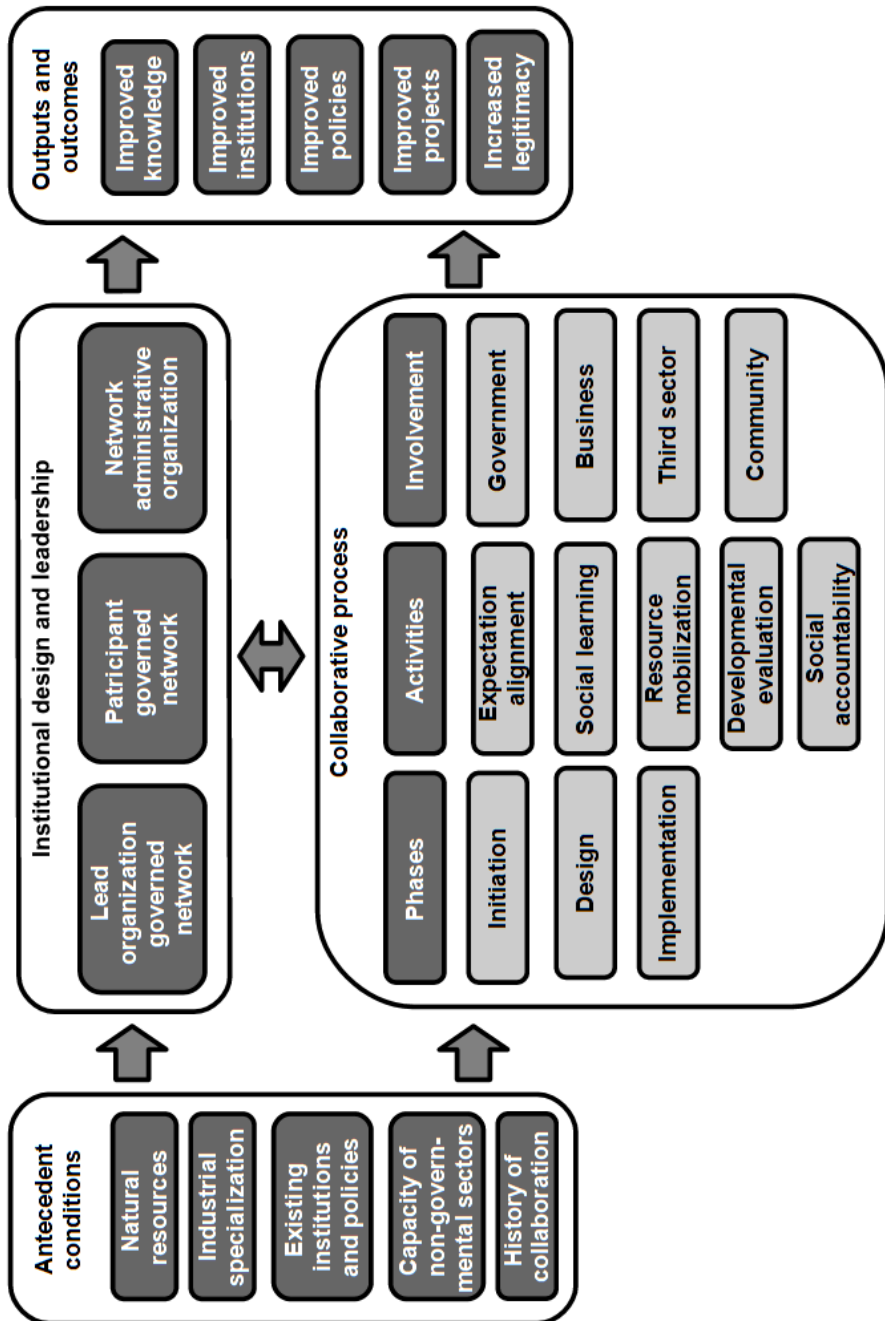 Antecedent
conditions
Natural
resources
Industrial
specialization
Existing
institutions
and policies
Capacity of
non-govern-
mental sectors
History of
collaboration
Institutional design and leadership
Lead
organization
governed
network
Patricipant
governed
network
Network
administrative
organization
Collaborative process
Phases
Initiation
Design
Implementation
Activities
Expectation
alignment
Social learning
Resource
mobilization
Developmental
evaluation
Social
accountability
Involvement
Government
Business
Third sector
Community
Outputs and
outcomes
Improved
knowledge
Improved
institutions
Improved
policies
Improved
projects
Increased
legitimacy